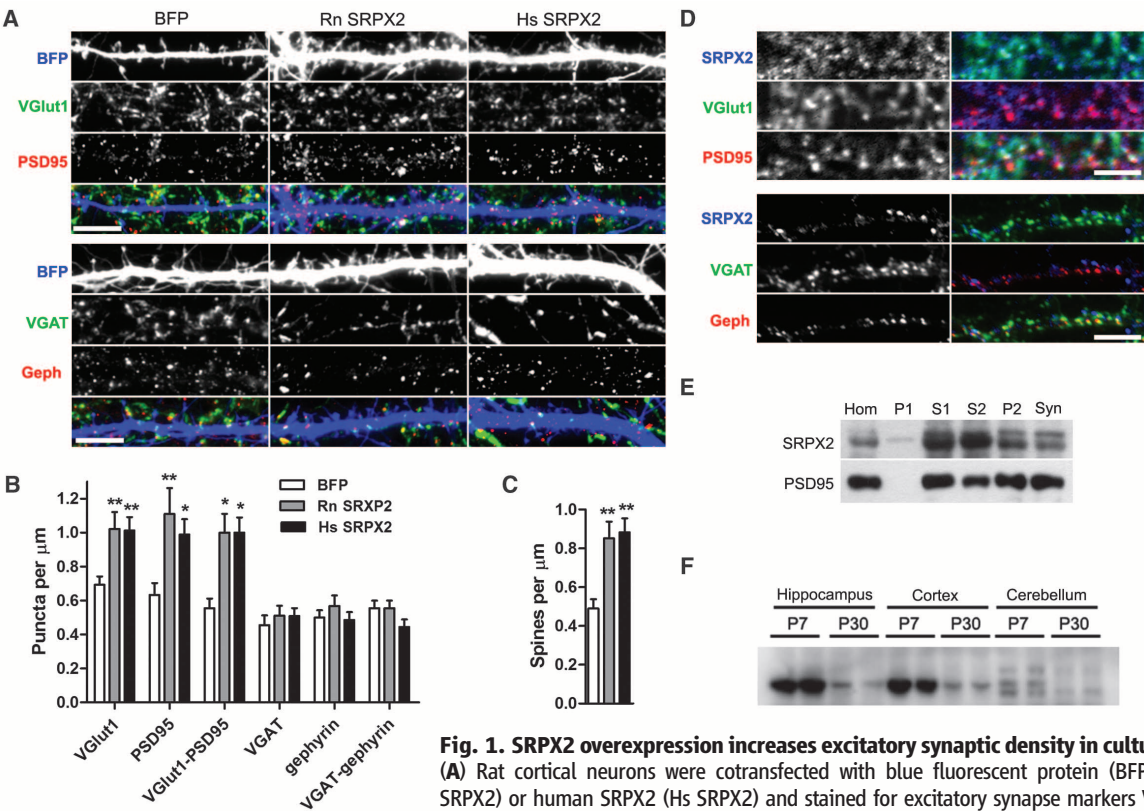 A
BFP Rn SRPX2 Hs SRPX2
BFP
VGlut1
PSD95
BFP
VGAT
Geph
D
SRPX2
VGlut1
PSD95
SRPX2
VGAT
Geph
E
Hom P1 S1 S2 P2 Syn
SRPX2
PSD95
B
Puncta per μm
1.2
1.0
0.8
0.6
0.4
0.2
0.0
** ** ** * * *
BFP
Rn SRXP2
Hs SRPX2
VGlut1
PSD95
VGlut1-PSD95
VGAT
gephyrin
VGAT-gephyrin
C
Spines per μm
1.0
0.8
0.6
0.4
0.2
0.0
** **
F
Hippocampus Cortex Cerebellum
P7 P30 P7 P30 P7 P30
Fig. 1. SRPX2 overexpression increases excitatory synaptic density in cultu
(A) Rat cortical neurons were cotransfected with blue fluorescent protein (BFP
SRPX2) or human SRPX2 (Hs SRPX2) and stained for excitatory synapse markers